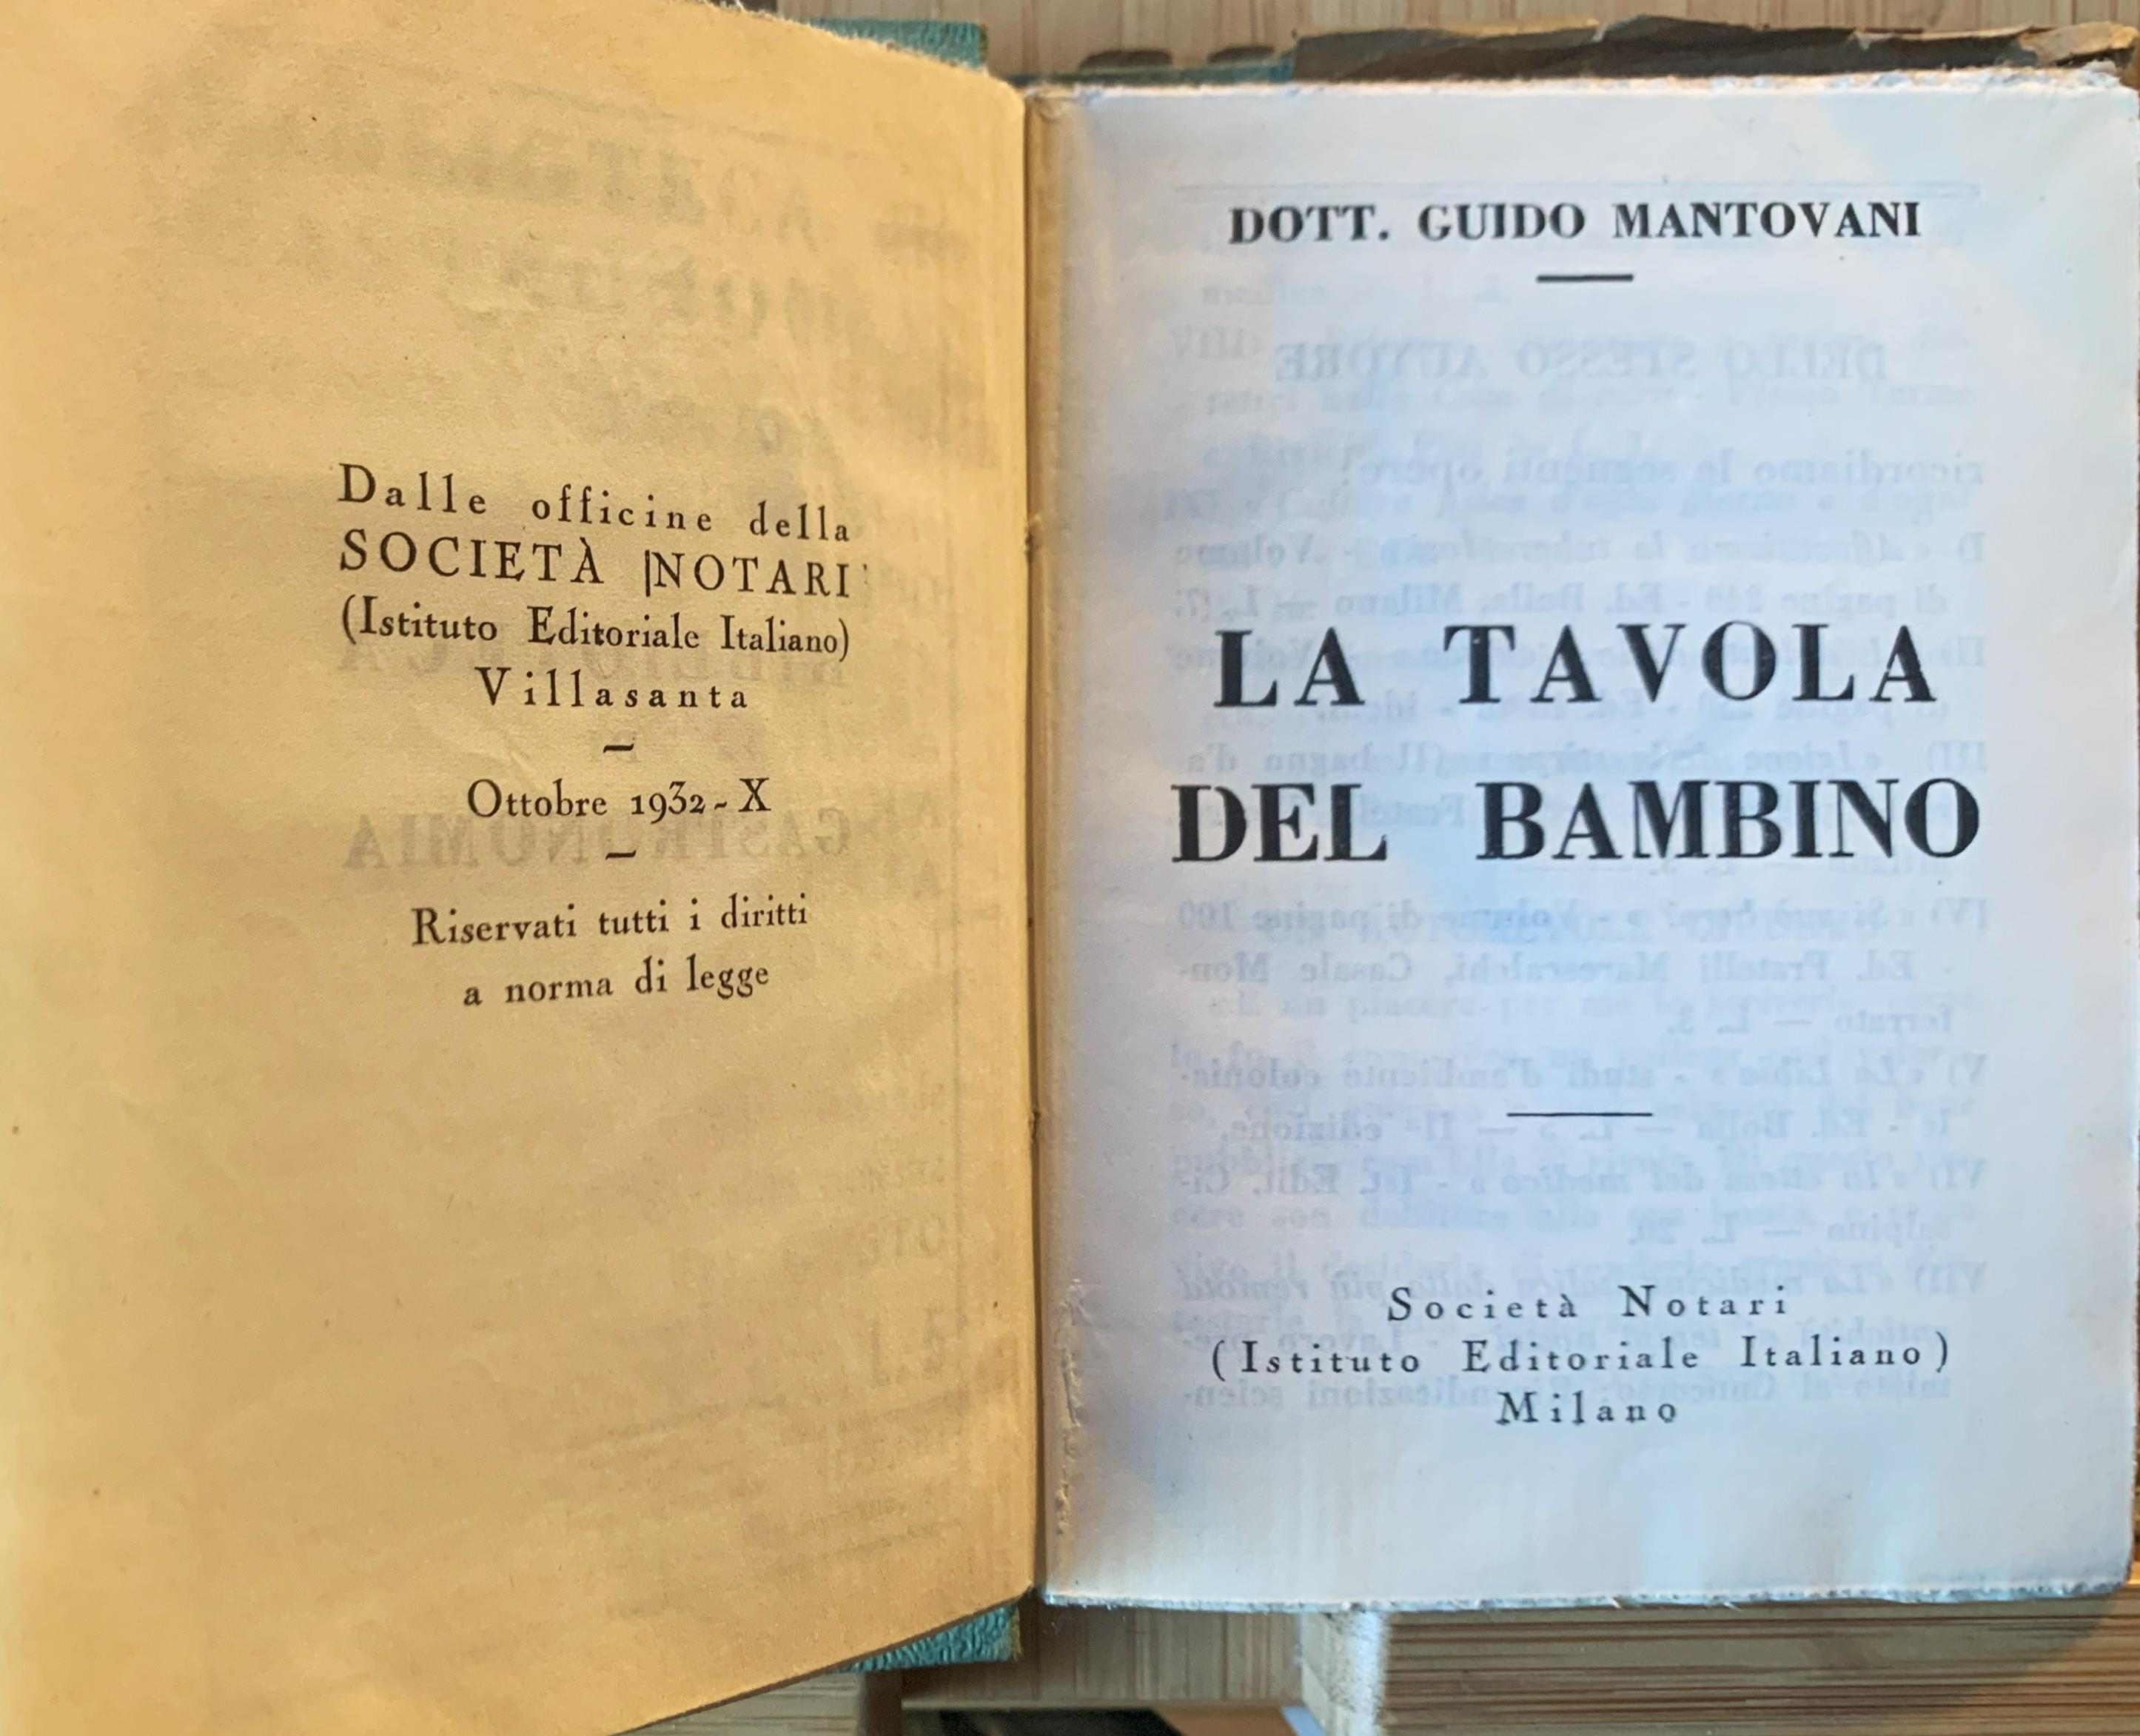 Dalle officine della
SOCIETÀ NOTARI
(Istituto Editoriale Italiano)
Villasanta
Ottobre 1932-X
Riservati tutti i diritti
a norma di legge
DOTT. GUIDO MANTOVANI
LA TAVOLA
DEL BAMBINO
Società Notari
(Istituto Editoriale Italiano)
Milano